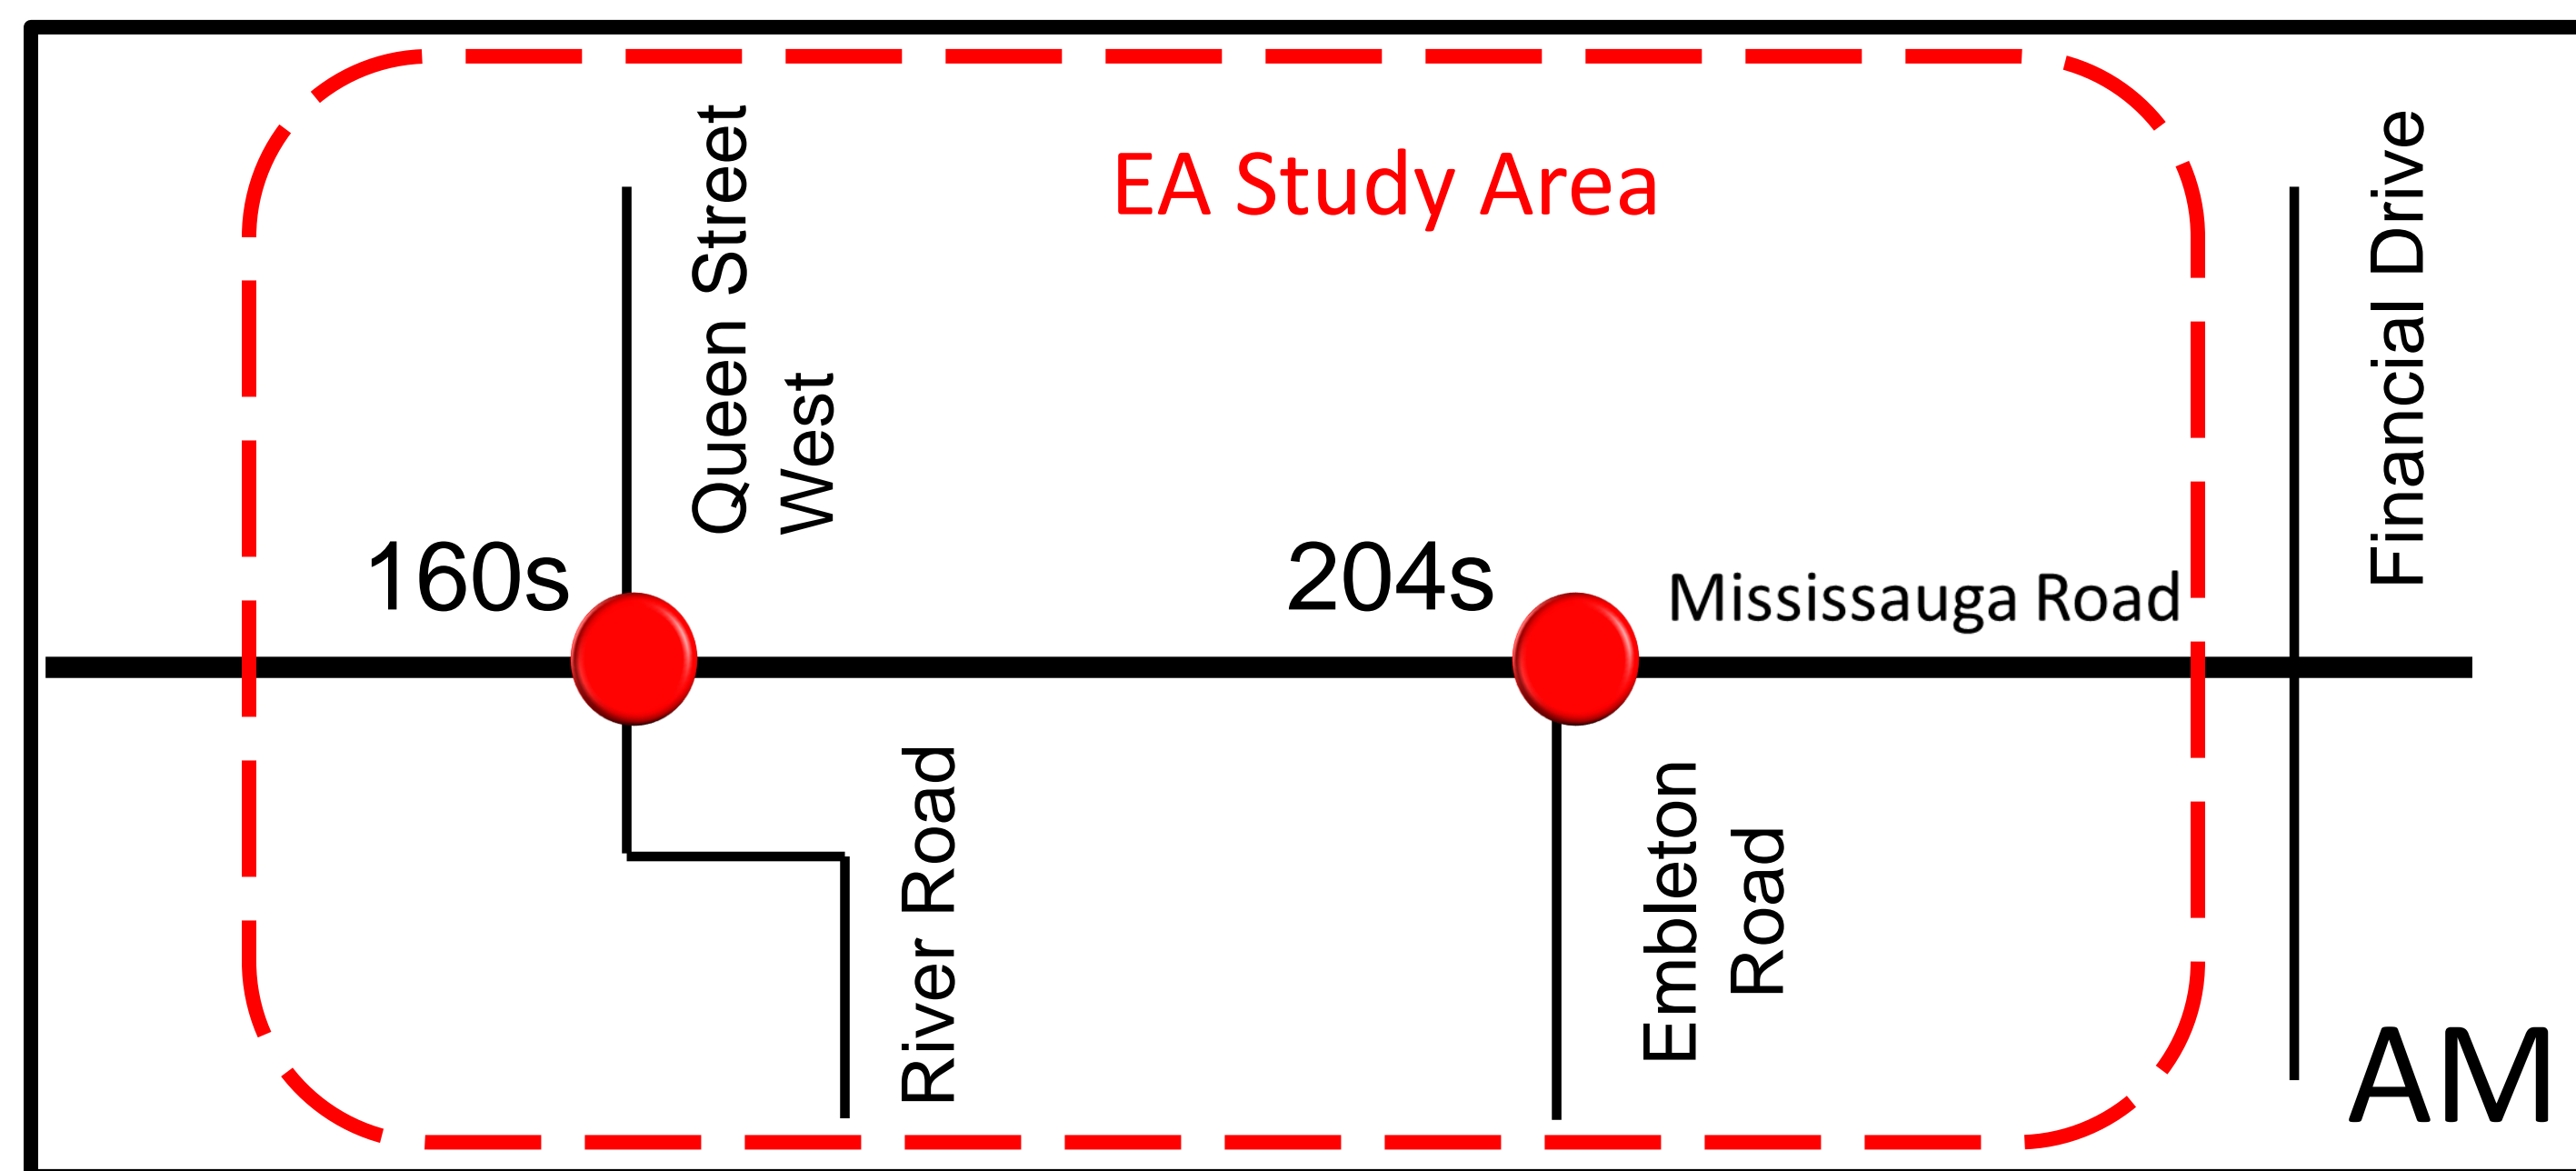 EA Study Area
Queen Street
West
Financial Drive
160s
204s
Mississauga Road
River Road
Embleton
Road
AM